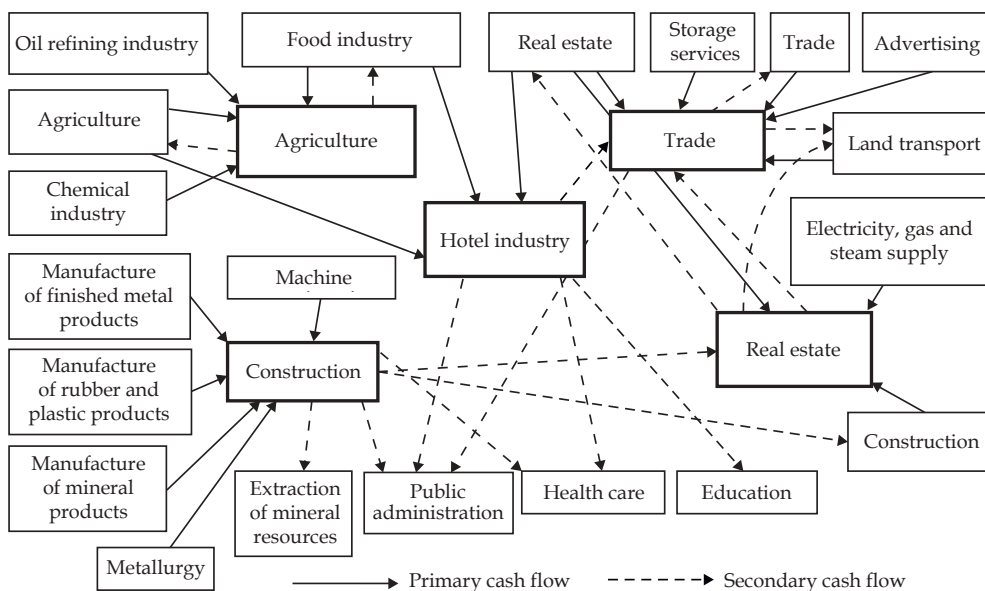 Oil refining industry
Food industry
Real estate
Storage
services
Trade
Advertising
Agriculture
Agriculture
Trade
Land transport
Chemical
industry
Hotel industry
Electricity, gas and
steam supply
Manufacture
of finished metal
products
Machine
Real estate
Construction
Manufacture
of rubber and
plastic products
Construction
Manufacture
of mineral
products
Extraction
of mineral
resources
Public
administration
Health care
Education
Metallurgy
Primary cash flow
Secondary cash flow